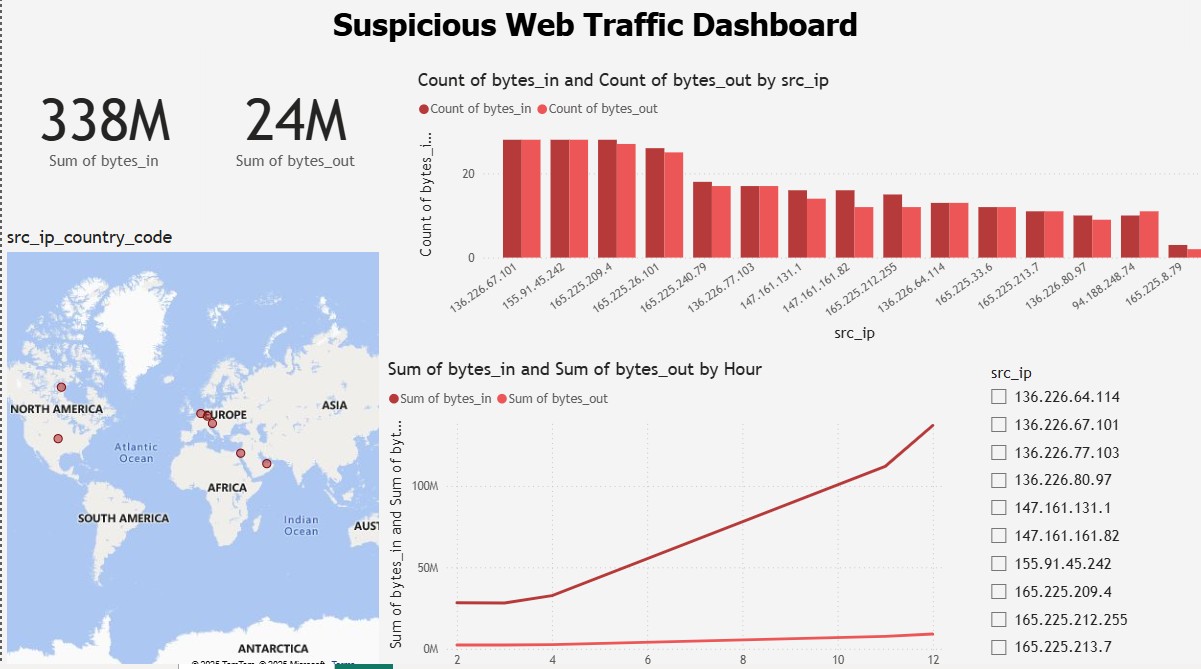 Suspicious Web Traffic Dashboard
338M
Sum of bytes_in
24M
Sum of bytes_out
Count of bytes_in and Count of bytes_out by src_ip
Count of bytes_in Count of bytes_out
Count of bytes_i...
20
0
136.226.67.101
155.91.45.242
165.225.209.4
165.225.26.101
165.225.240.79
136.226.77.103
147.161.131.1
147.161.161.82
165.225.212.255
136.226.64.114
165.225.33.6
165.225.213.7
136.226.80.97
94.188.248.74
165.225.8.79
src_ip
src_ip_country_code
NORTH AMERICA
EUROPE
ASIA
Atlantic
Ocean
AFRICA
SOUTH AMERICA
Indian
Ocean
AUST
ANTARCTICA
© 2025 TomTom, © 2025 Microsoft Terms
Sum of bytes_in and Sum of bytes_out by Hour
Sum of bytes_in Sum of bytes_out
Sum of bytes_in and Sum of byt...
100M
50M
0M
2 4 6 8 10 12
src_ip
136.226.64.114
136.226.67.101
136.226.77.103
136.226.80.97
147.161.131.1
147.161.161.82
155.91.45.242
165.225.209.4
165.225.212.255
165.225.213.7